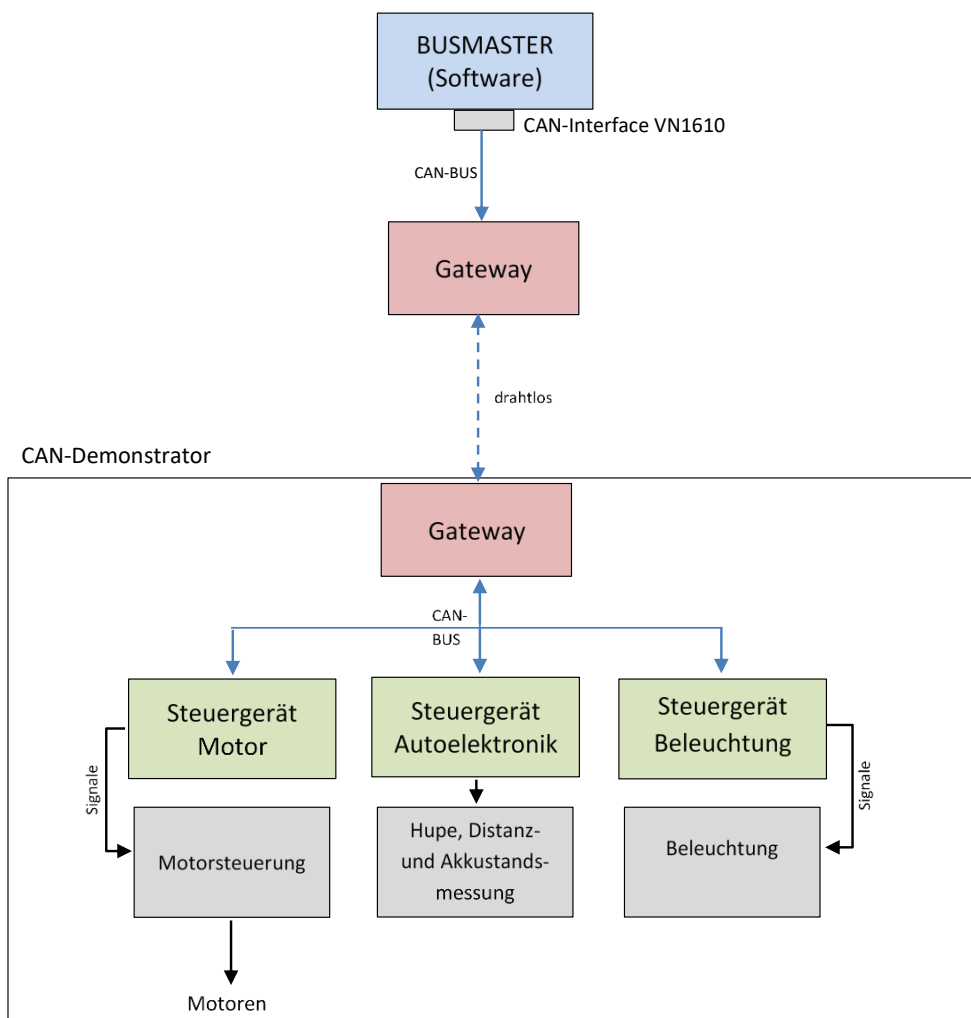 BUSMASTER
(Software)
CAN-Interface VN1610
CAN-BUS
Gateway
drahtlos
CAN-Demonstrator
Gateway
CAN-
BUS
Steuergerät
Motor
Steuergerät
Autoelektronik
Steuergerät
Beleuchtung
Signale
Signale
Motorsteuerung
Hupe, Distanz-
und Akkustands-
messung
Beleuchtung
Motoren